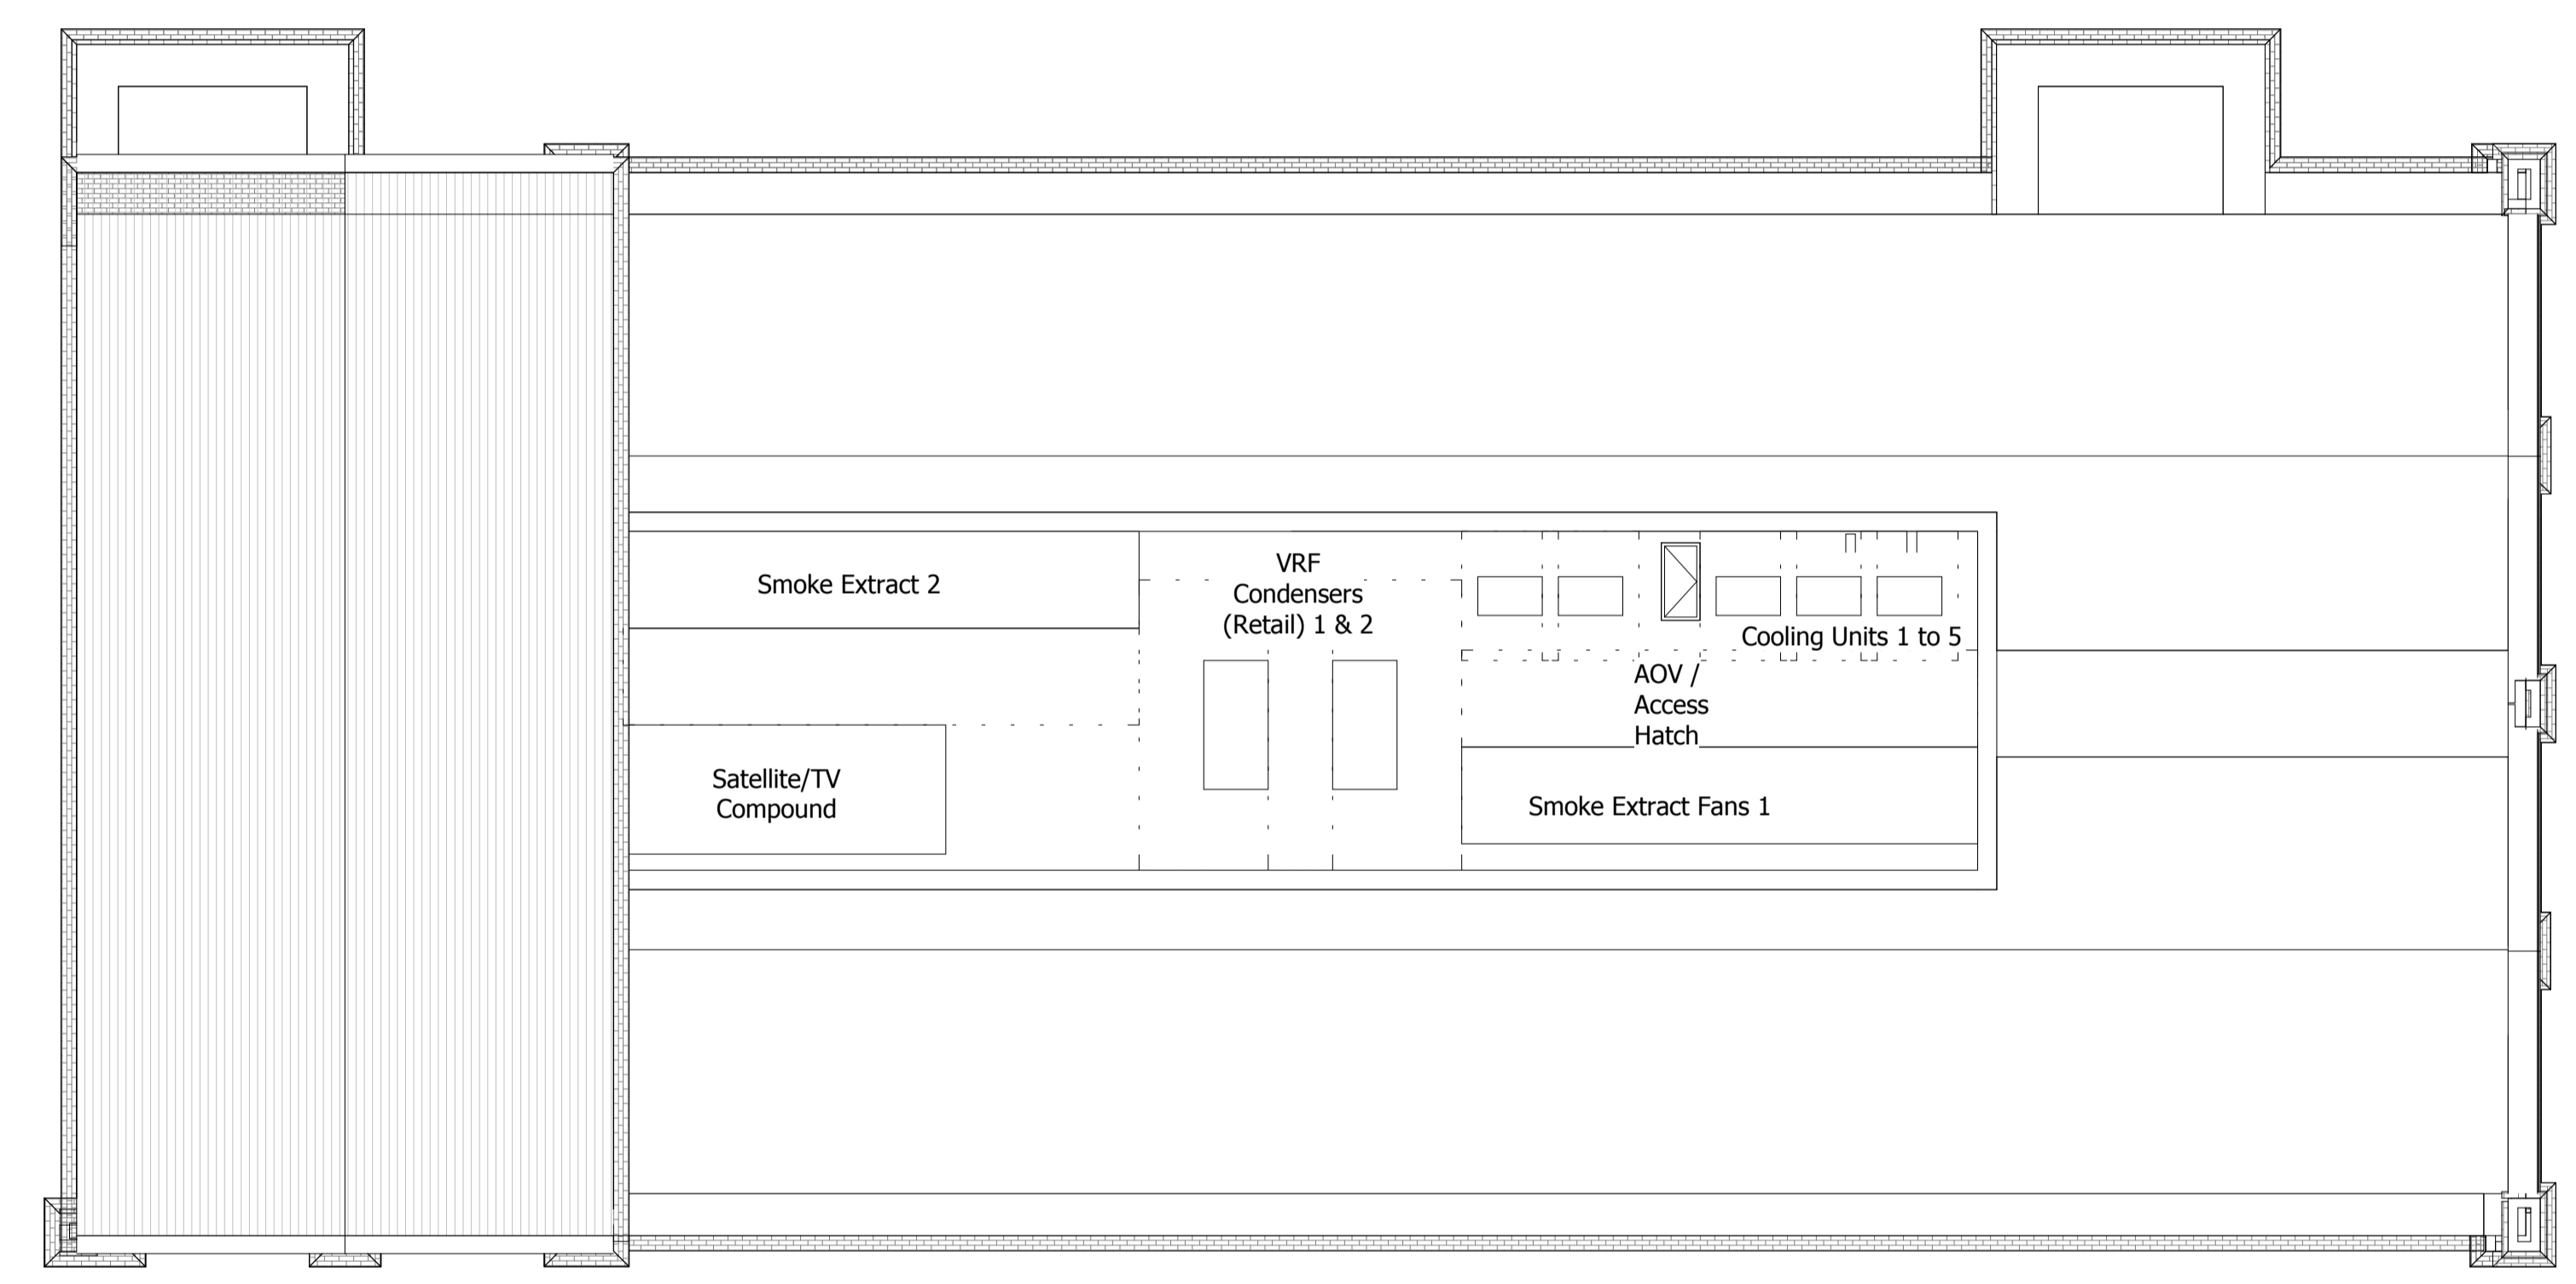 Smoke Extract 2
VRF
Condensers
(Retail) 1 & 2
Cooling Units 1 to 5
AOV /
Access
Hatch
Satellite/TV
Compound
Smoke Extract Fans 1